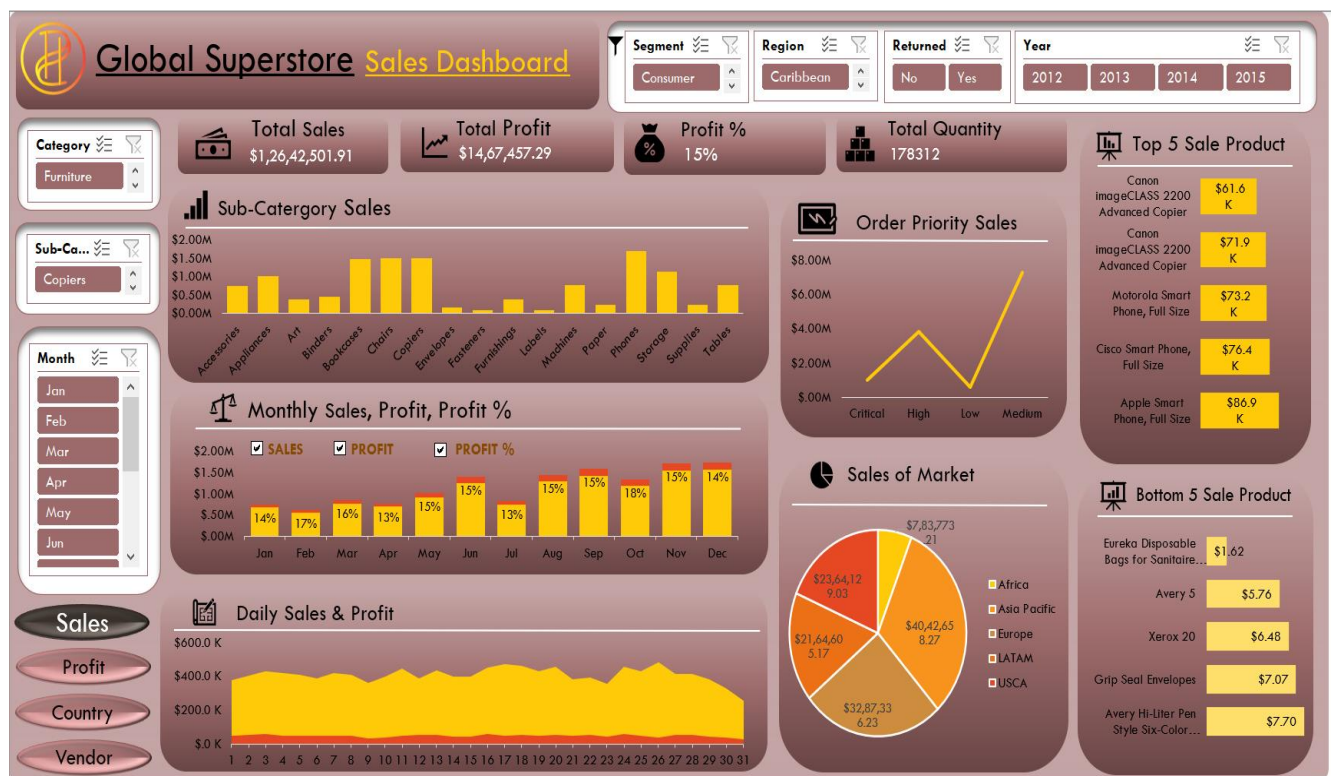 Global Superstore Sales Dashboard
Segment
Consumer
Region
Caribbean
Returned
No Yes
Year
2012 2013 2014 2015
Category
Furniture
Sub-Ca...
Copiers
Month
Jan
Feb
Mar
Apr
May
Jun
Sales
Profit
Country
Vendor
Total Sales
$1,26,42,501.91
Total Profit
$14,67,457.29
Profit %
15%
Total Quantity
178312
Sub-Catergory Sales
$2.00M
$1.50M
$1.00M
$0.50M
$0.00M
Accessories Appliances Art Binders Bookcases Chairs Copiers Envelopes Fasteners Furnishings Labels Machines Paper Phones Storage Supplies Tables
Monthly Sales, Profit, Profit %
SALES PROFIT PROFIT %
$2.00M
$1.50M
$1.00M
$.50M
$.00M
14% 17% 16% 13% 15% 15% 13% 15% 15% 18% 15% 14%
Jan Feb Mar Apr May Jun Jul Aug Sep Oct Nov Dec
Daily Sales & Profit
$600.0 K
$400.0 K
$200.0 K
$.0 K
1 2 3 4 5 6 7 8 9 10 11 12 13 14 15 16 17 18 19 20 21 22 23 24 25 26 27 28 29 30 31
Order Priority Sales
$8.00M
$6.00M
$4.00M
$2.00M
$.00M
Critical High Low Medium
Sales of Market
$7,83,773
.21
$40,42,65
8.27
$32,87,33
6.23
$21,64,60
5.17
$23,64,12
9.03
Africa
Asia Pacific
Europe
LATAM
USCA
Top 5 Sale Product
Canon
imageCLASS 2200
Advanced Copier
$61.6
K
Canon
imageCLASS 2200
Advanced Copier
$71.9
K
Motorola Smart
Phone, Full Size
$73.2
K
Cisco Smart Phone,
Full Size
$76.4
K
Apple Smart
Phone, Full Size
$86.9
K
Bottom 5 Sale Product
Eureka Disposable
Bags for Sanitaire...
$1.62
Avery 5
$5.76
Xerox 20
$6.48
Grip Seal Envelopes
$7.07
Avery Hi-Liter Pen
Style Six-Color...
$7.70